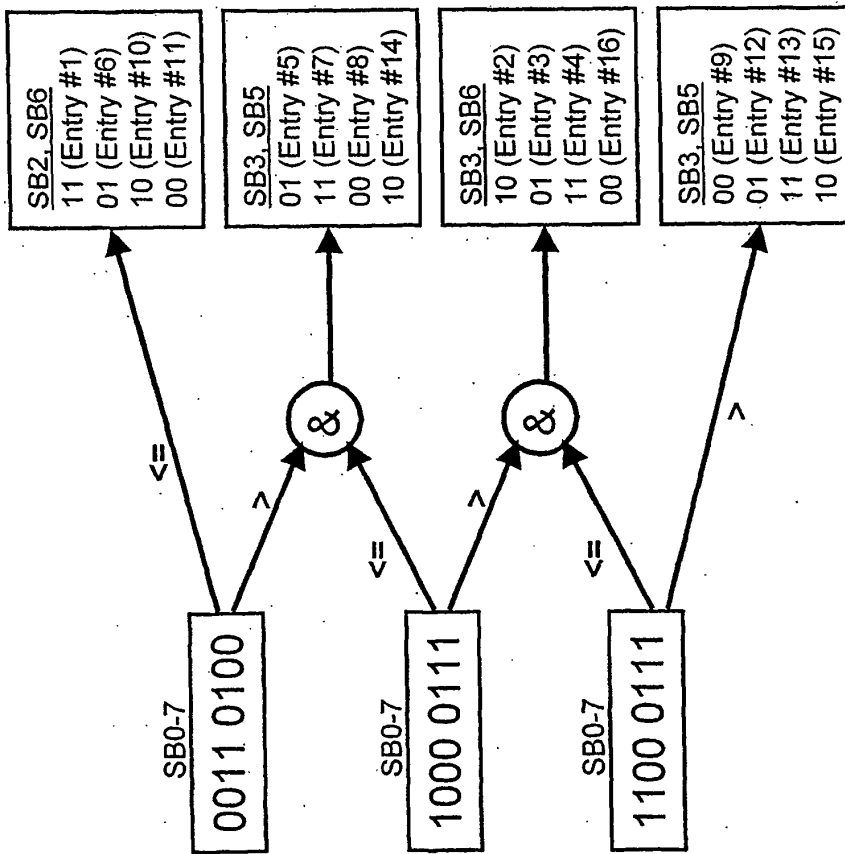 SB0-7
0011 0100
SB0-7
1000 0111
SB0-7
1100 0111
<=
>
<=
>
<=
>
&
&
SB2, SB6
11 (Entry #1)
01 (Entry #6)
10 (Entry #10)
00 (Entry #11)
SB3, SB5
01 (Entry #5)
11 (Entry #7)
00 (Entry #8)
10 (Entry #14)
SB3, SB6
10 (Entry #2)
01 (Entry #3)
11 (Entry #4)
00 (Entry #16)
SB3, SB5
00 (Entry #9)
01 (Entry #12)
11 (Entry #13)
10 (Entry #15)